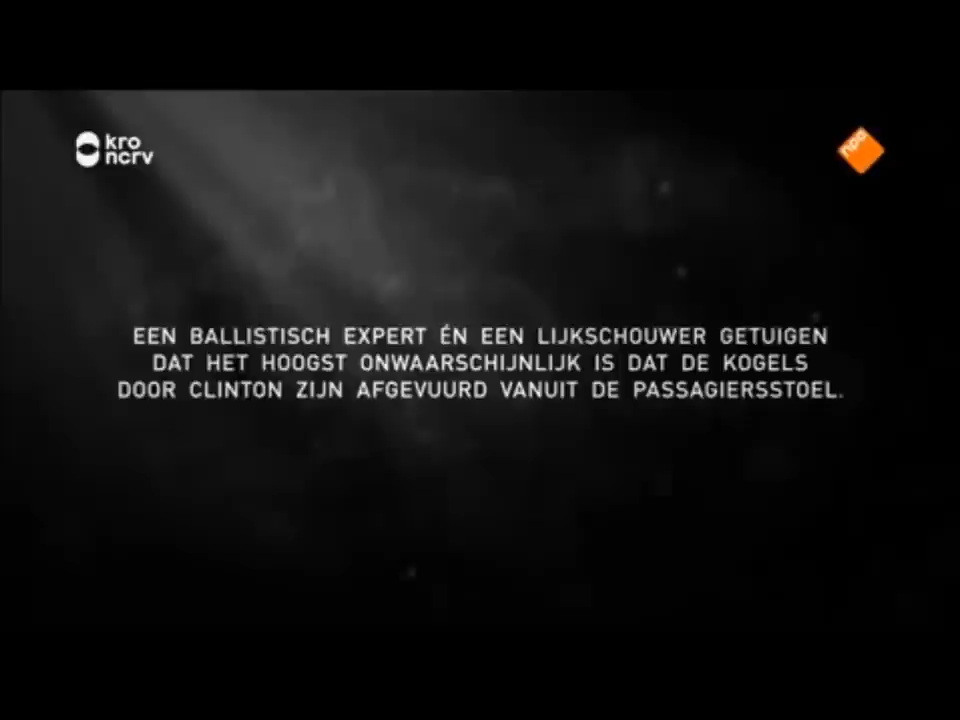 kro
ncrv
npo
EEN BALLISTISCH EXPERT ÉN EEN LIJKSCHOUWER GETUIGEN
DAT HET HOOGST ONWAARSCHIJNLIJK IS DAT DE KOGELS
DOOR CLINTON ZIJN AFGEVUURD VANUIT DE PASSAGIERSSTOEL.